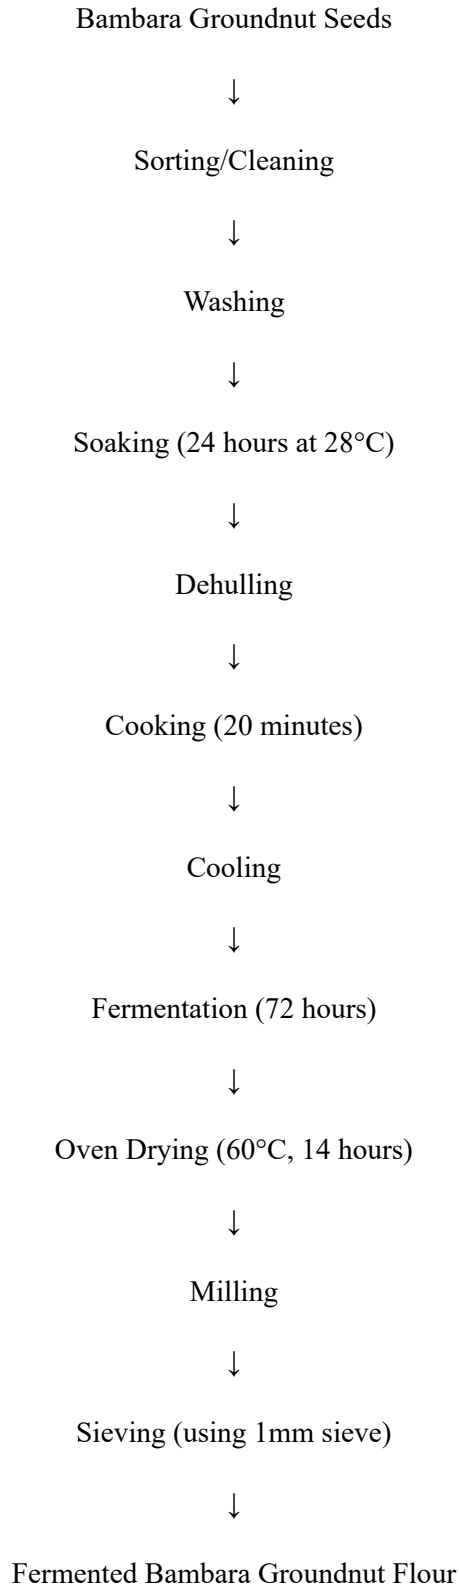 Bambara Groundnut Seeds
↓
Sorting/Cleaning
↓
Washing
↓
Soaking (24 hours at 28°C)
↓
Dehulling
↓
Cooking (20 minutes)
↓
Cooling
↓
Fermentation (72 hours)
↓
Oven Drying (60°C, 14 hours)
↓
Milling
↓
Sieving (using 1mm sieve)
↓
Fermented Bambara Groundnut Flour